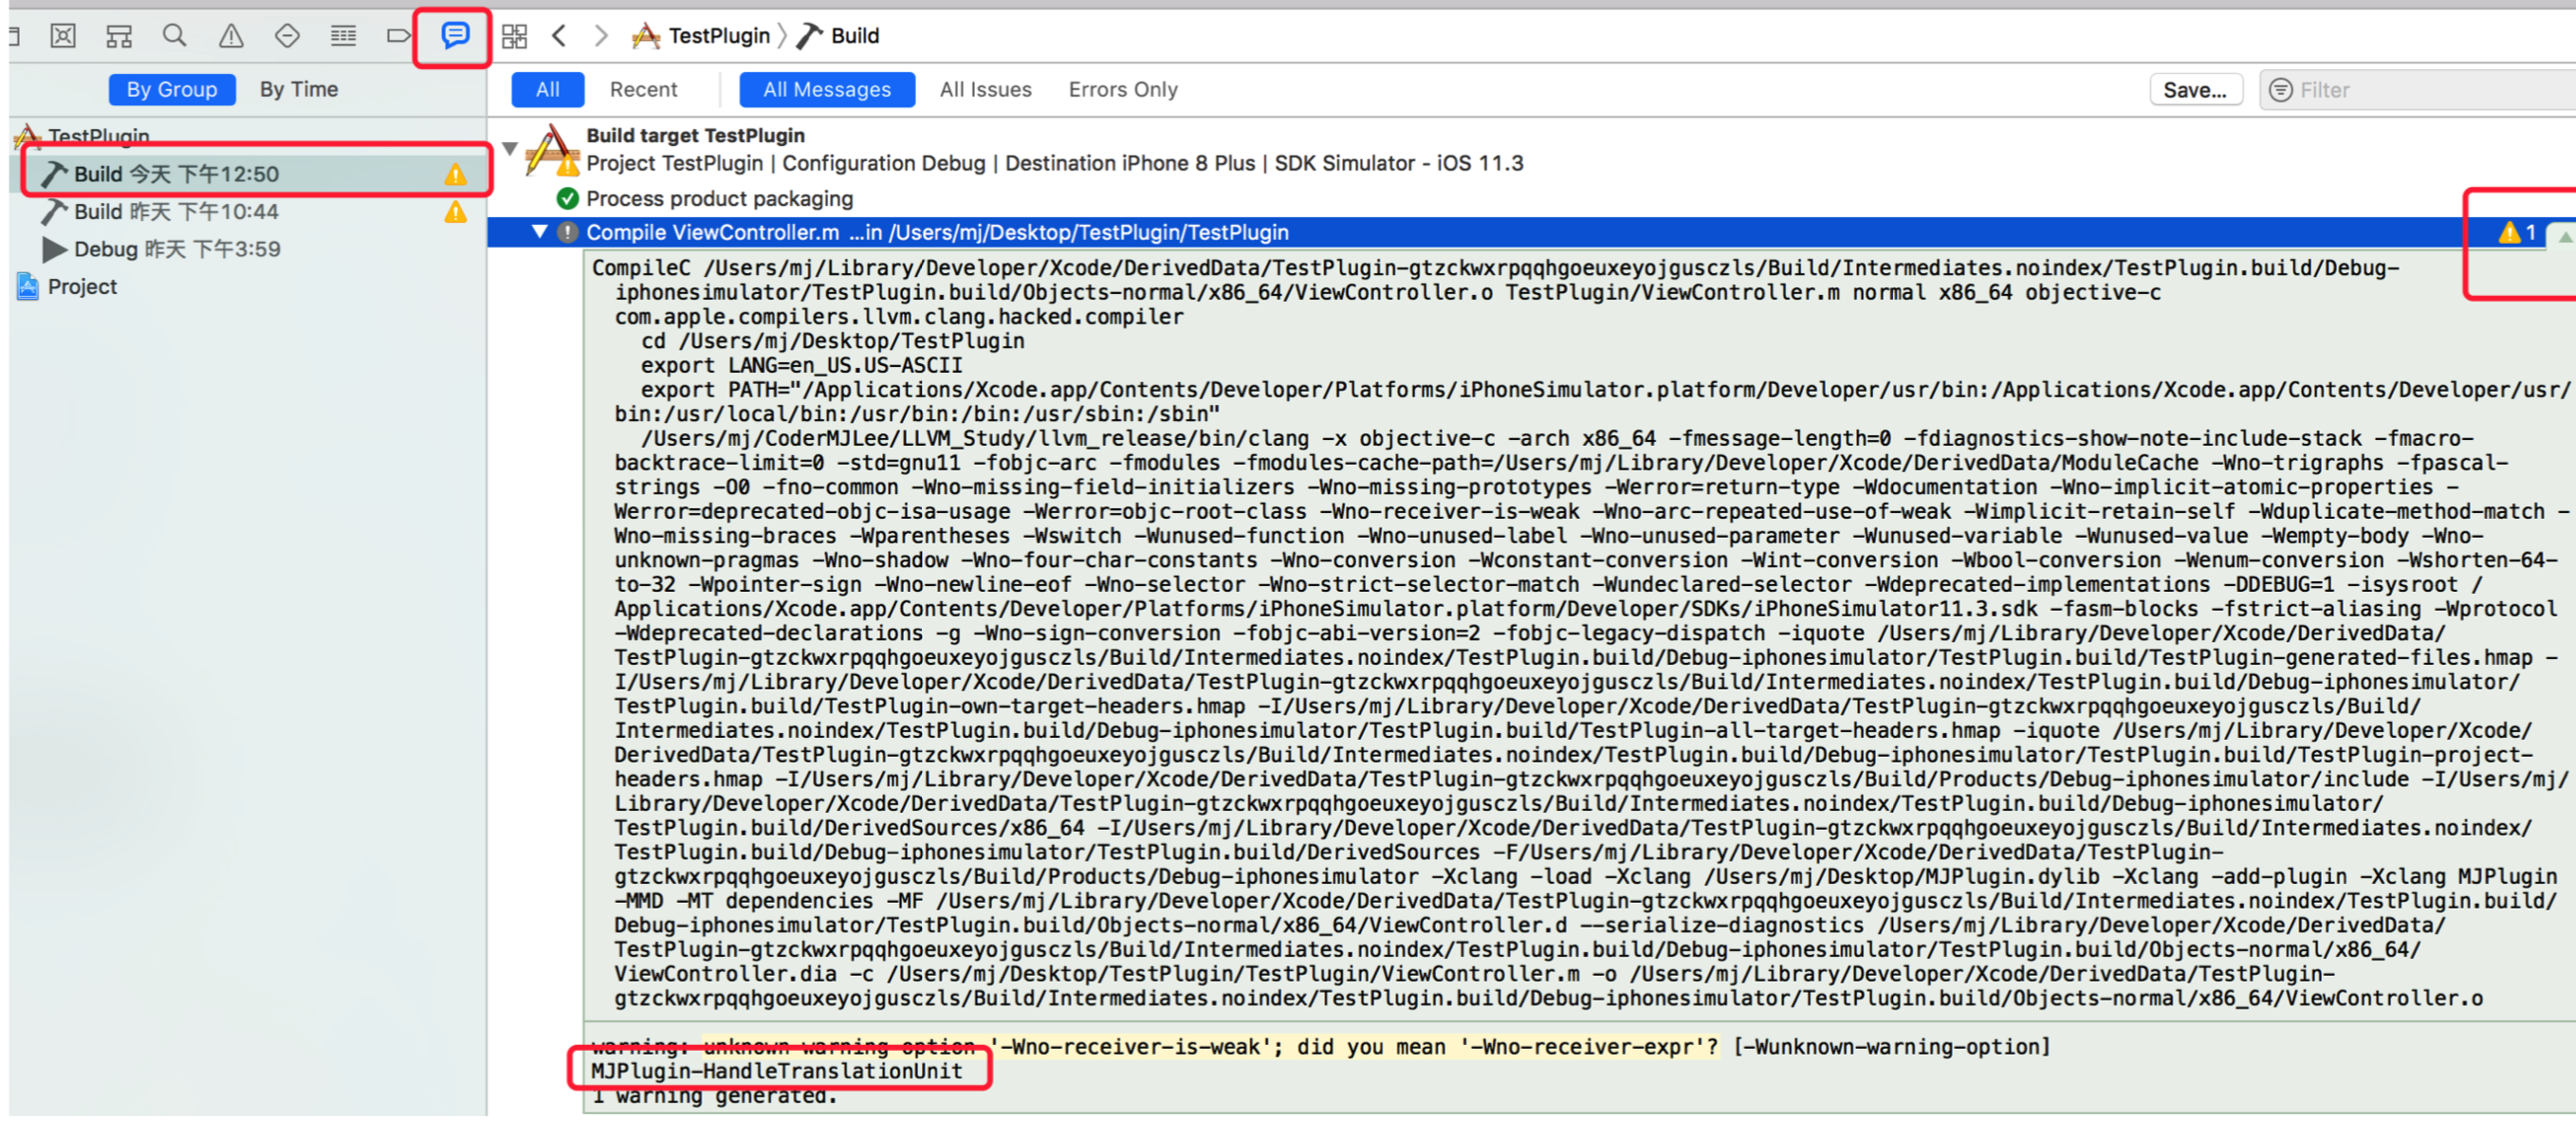 TestPlugin 〉 Build
By Group By Time
All Recent All Messages All Issues Errors Only Save... Filter
TestPlugin
Build 今天 下午12:50
Build 昨天 下午10:44
Debug 昨天 下午3:59
Project
Build target TestPlugin
Project TestPlugin | Configuration Debug | Destination iPhone 8 Plus | SDK Simulator - iOS 11.3
Process product packaging
Compile ViewController.m ...in /Users/mj/Desktop/TestPlugin/TestPlugin 1
CompileC /Users/mj/Library/Developer/Xcode/DerivedData/TestPlugin-gtzckwxrpqqhgoeuxeyojgusczls/Build/Intermediates.noindex/TestPlugin.build/Debug-
iphonesimulator/TestPlugin.build/Objects-normal/x86_64/ViewController.o TestPlugin/ViewController.m normal x86_64 objective-c
com.apple.compilers.llvm.clang.hacked.compiler
cd /Users/mj/Desktop/TestPlugin
export LANG=en_US.US-ASCII
export PATH="/Applications/Xcode.app/Contents/Developer/Platforms/iPhoneSimulator.platform/Developer/usr/bin:/Applications/Xcode.app/Contents/Developer/usr/
bin:/usr/local/bin:/usr/bin:/bin:/usr/sbin:/sbin"
/Users/mj/CoderMJLee/LLVM_Study/llvm_release/bin/clang -x objective-c -arch x86_64 -fmessage-length=0 -fdiagnostics-show-note-include-stack -fmacro-
backtrace-limit=0 -std=gnu11 -fobjc-arc -fmodules -fmodules-cache-path=/Users/mj/Library/Developer/Xcode/DerivedData/ModuleCache -Wno-trigraphs -fpascal-
strings -O0 -fno-common -Wno-missing-field-initializers -Wno-missing-prototypes -Werror=return-type -Wdocumentation -Wno-implicit-atomic-properties -
Werror=deprecated-objc-isa-usage -Werror=objc-root-class -Wno-receiver-is-weak -Wno-arc-repeated-use-of-weak -Wimplicit-retain-self -Wduplicate-method-match -
Wno-missing-braces -Wparentheses -Wswitch -Wunused-function -Wno-unused-label -Wno-unused-parameter -Wunused-variable -Wunused-value -Wempty-body -Wno-
unknown-pragmas -Wno-shadow -Wno-four-char-constants -Wno-conversion -Wconstant-conversion -Wint-conversion -Wbool-conversion -Wenum-conversion -Wshorten-64-
to-32 -Wpointer-sign -Wno-newline-eof -Wno-selector -Wno-strict-selector-match -Wundeclared-selector -Wdeprecated-implementations -DDEBUG=1 -isysroot /
Applications/Xcode.app/Contents/Developer/Platforms/iPhoneSimulator.platform/Developer/SDKs/iPhoneSimulator11.3.sdk -fasm-blocks -fstrict-aliasing -Wprotocol
-Wdeprecated-declarations -g -Wno-sign-conversion -fobjc-abi-version=2 -fobjc-legacy-dispatch -iquote /Users/mj/Library/Developer/Xcode/DerivedData/
TestPlugin-gtzckwxrpqqhgoeuxeyojgusczls/Build/Intermediates.noindex/TestPlugin.build/Debug-iphonesimulator/TestPlugin.build/TestPlugin-generated-files.hmap -
I/Users/mj/Library/Developer/Xcode/DerivedData/TestPlugin-gtzckwxrpqqhgoeuxeyojgusczls/Build/Intermediates.noindex/TestPlugin.build/Debug-iphonesimulator/
TestPlugin.build/TestPlugin-own-target-headers.hmap -I/Users/mj/Library/Developer/Xcode/DerivedData/TestPlugin-gtzckwxrpqqhgoeuxeyojgusczls/Build/
Intermediates.noindex/TestPlugin.build/Debug-iphonesimulator/TestPlugin.build/TestPlugin-all-target-headers.hmap -iquote /Users/mj/Library/Developer/Xcode/
DerivedData/TestPlugin-gtzckwxrpqqhgoeuxeyojgusczls/Build/Intermediates.noindex/TestPlugin.build/Debug-iphonesimulator/TestPlugin.build/TestPlugin-project-
headers.hmap -I/Users/mj/Library/Developer/Xcode/DerivedData/TestPlugin-gtzckwxrpqqhgoeuxeyojgusczls/Build/Products/Debug-iphonesimulator/include -I/Users/mj/
Library/Developer/Xcode/DerivedData/TestPlugin-gtzckwxrpqqhgoeuxeyojgusczls/Build/Intermediates.noindex/TestPlugin.build/Debug-iphonesimulator/
TestPlugin.build/DerivedSources/x86_64 -I/Users/mj/Library/Developer/Xcode/DerivedData/TestPlugin-gtzckwxrpqqhgoeuxeyojgusczls/Build/Intermediates.noindex/
TestPlugin.build/Debug-iphonesimulator/TestPlugin.build/DerivedSources -F/Users/mj/Library/Developer/Xcode/DerivedData/TestPlugin-
gtzckwxrpqqhgoeuxeyojgusczls/Build/Products/Debug-iphonesimulator -Xclang -load -Xclang /Users/mj/Desktop/MJPlugin.dylib -Xclang -add-plugin -Xclang MJPlugin
-MMD -MT dependencies -MF /Users/mj/Library/Developer/Xcode/DerivedData/TestPlugin-gtzckwxrpqqhgoeuxeyojgusczls/Build/Intermediates.noindex/TestPlugin.build/
Debug-iphonesimulator/TestPlugin.build/Objects-normal/x86_64/ViewController.d --serialize-diagnostics /Users/mj/Library/Developer/Xcode/DerivedData/
TestPlugin-gtzckwxrpqqhgoeuxeyojgusczls/Build/Intermediates.noindex/TestPlugin.build/Debug-iphonesimulator/TestPlugin.build/Objects-normal/x86_64/
ViewController.dia -c /Users/mj/Desktop/TestPlugin/TestPlugin/ViewController.m -o /Users/mj/Library/Developer/Xcode/DerivedData/TestPlugin-
gtzckwxrpqqhgoeuxeyojgusczls/Build/Intermediates.noindex/TestPlugin.build/Debug-iphonesimulator/TestPlugin.build/Objects-normal/x86_64/ViewController.o
warning: unknown warning option '-Wno-receiver-is-weak'; did you mean '-Wno-receiver-expr'? [-Wunknown-warning-option]
MJPlugin-HandleTranslationUnit
1 warning generated.